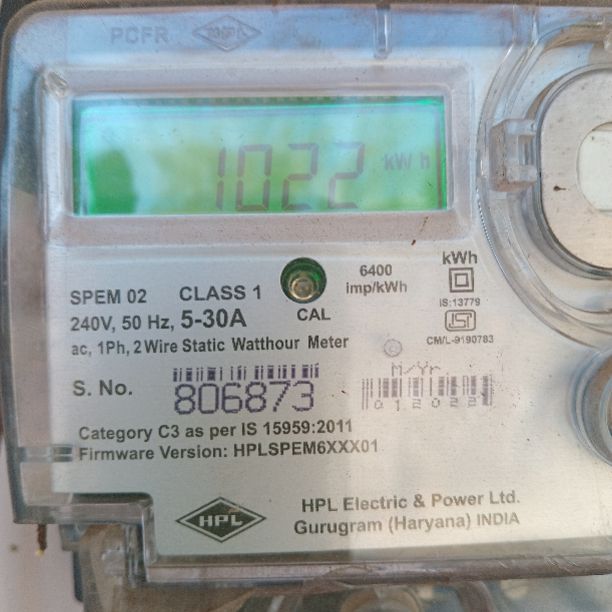 PCFR
1022 kWh
kWh
6400
imp/kWh
IS:13779
SPEM 02 CLASS 1
CAL
240V, 50 Hz, 5-30A
CM/L-9190783
ac, 1Ph, 2 Wire Static Watthour Meter
M/Yr
S. No. 806873
Category C3 as per IS 15959:2011
Firmware Version: HPLSPEM6XXX01
HPL
HPL Electric & Power Ltd.
Gurugram (Haryana) INDIA